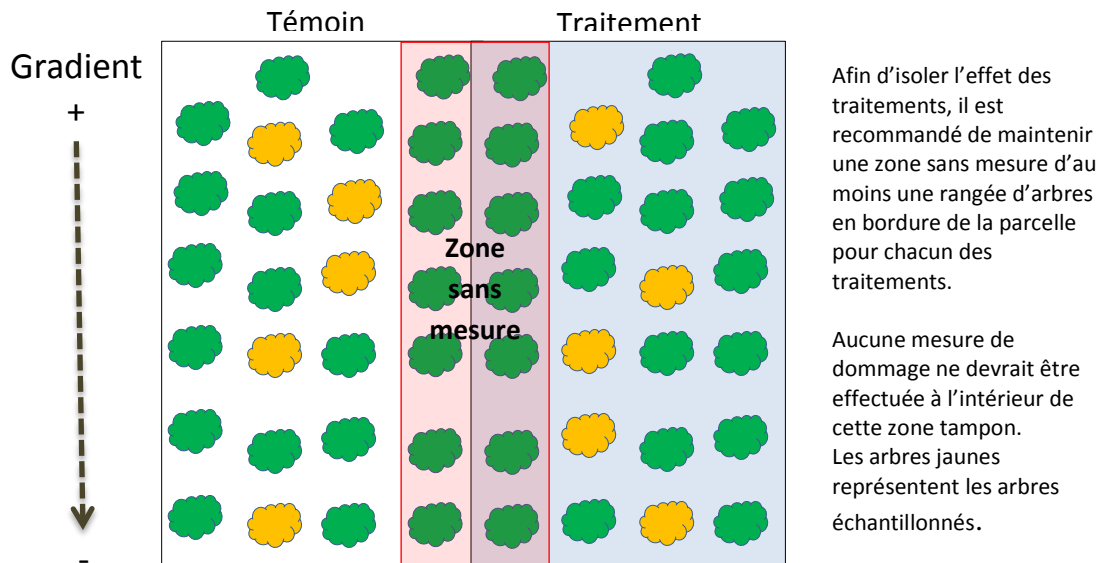 Témoin
Traitement
Gradient
+
-
Zone
sans
mesure
Afin d’isoler l’effet des
traitements, il est
recommandé de maintenir
une zone sans mesure d’au
moins une rangée d’arbres
en bordure de la parcelle
pour chacun des
traitements.
Aucune mesure de
dommage ne devrait être
effectuée à l’intérieur de
cette zone tampon.
Les arbres jaunes
représentent les arbres
échantillonnés.